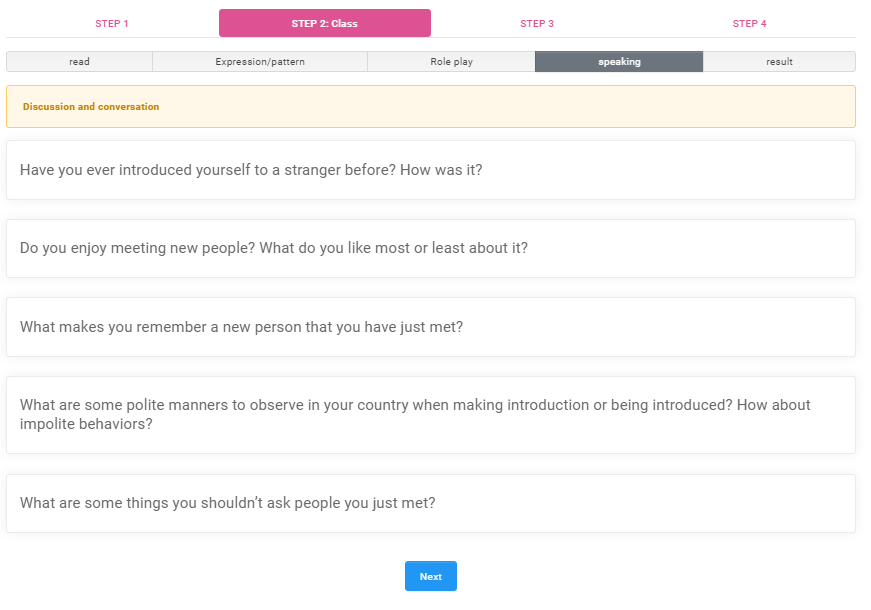 STEP 1
STEP 2: Class
STEP 3
STEP 4
read
Expression/pattern
Role play
speaking
result
Discussion and conversation
Have you ever introduced yourself to a stranger before? How was it?
Do you enjoy meeting new people? What do you like most or least about it?
What makes you remember a new person that you have just met?
What are some polite manners to observe in your country when making introduction or being introduced? How about
impolite behaviors?
What are some things you shouldn’t ask people you just met?
Next